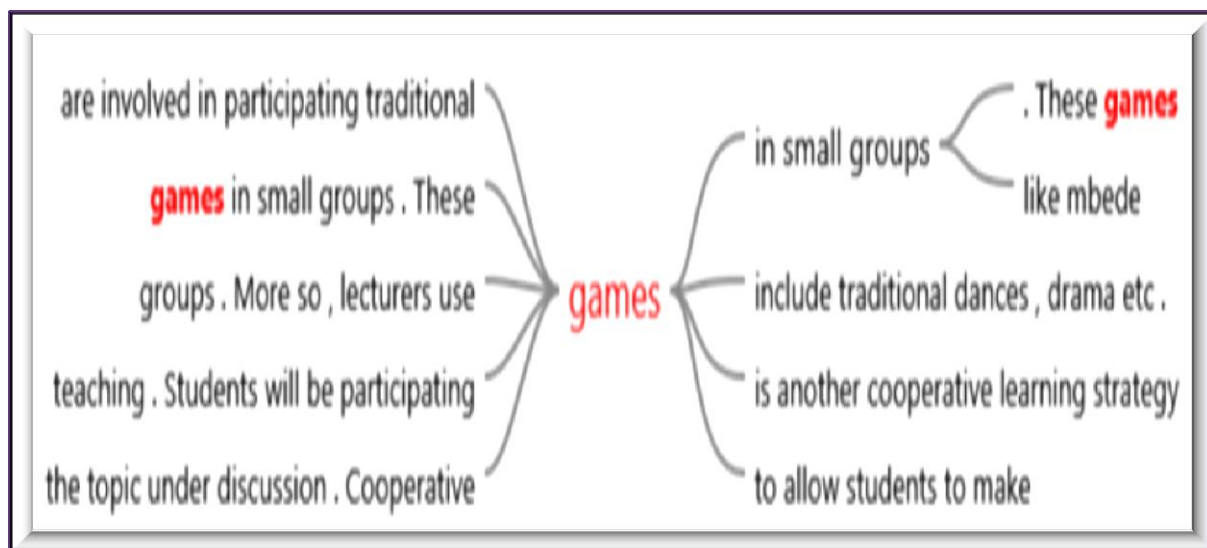 are involved in participating traditional
games in small groups . These
groups . More so , lecturers use
teaching . Students will be participating
the topic under discussion . Cooperative
games
in small groups
. These games
like mbede
include traditional dances , drama etc .
is another cooperative learning strategy
to allow students to make